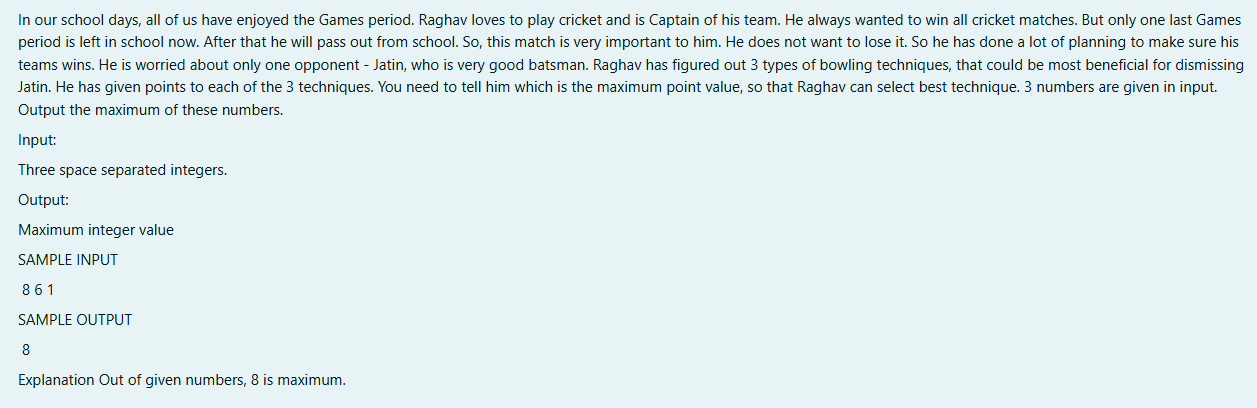 In our school days, all of us have enjoyed the Games period. Raghav loves to play cricket and is Captain of his team. He always wanted to win all cricket matches. But only one last Games
period is left in school now. After that he will pass out from school. So, this match is very important to him. He does not want to lose it. So he has done a lot of planning to make sure his
teams wins. He is worried about only one opponent - Jatin, who is very good batsman. Raghav has figured out 3 types of bowling techniques, that could be most beneficial for dismissing
Jatin. He has given points to each of the 3 techniques. You need to tell him which is the maximum point value, so that Raghav can select best technique. 3 numbers are given in input.
Output the maximum of these numbers.
Input:
Three space separated integers.
Output:
Maximum integer value
SAMPLE INPUT
8 6 1
SAMPLE OUTPUT
8
Explanation Out of given numbers, 8 is maximum.